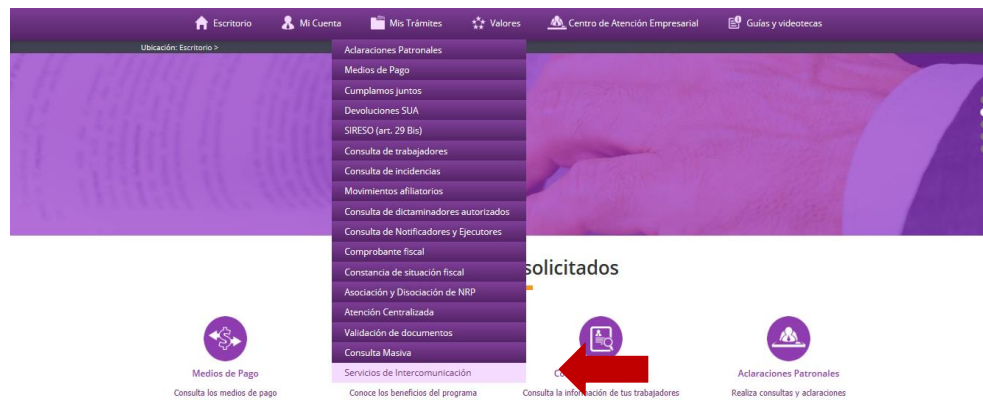 Escritorio
Mi Cuenta
Mis Trámites
Valores
Centro de Atención Empresarial
Guías y videotecas
Ubicación: Escritorio >
Aclaraciones Patronales
Medios de Pago
Cumplamos juntos
Devoluciones SUA
SIRESO (art. 29 Bis)
Consulta de trabajadores
Consulta de incidencias
Movimientos afiliatorios
Consulta de dictaminadores autorizados
Consulta de Notificadores y Ejecutores
Comprobante fiscal
Constancia de situación fiscal
Asociación y Disociación de NRP
Atención Centralizada
Validación de documentos
Consulta Masiva
Servicios de Intercomunicación
solicitados
Medios de Pago
Consulta los medios de pago
Conoce los beneficios del programa
Consulta la información de tus trabajadores
Aclaraciones Patronales
Realiza consultas y aclaraciones